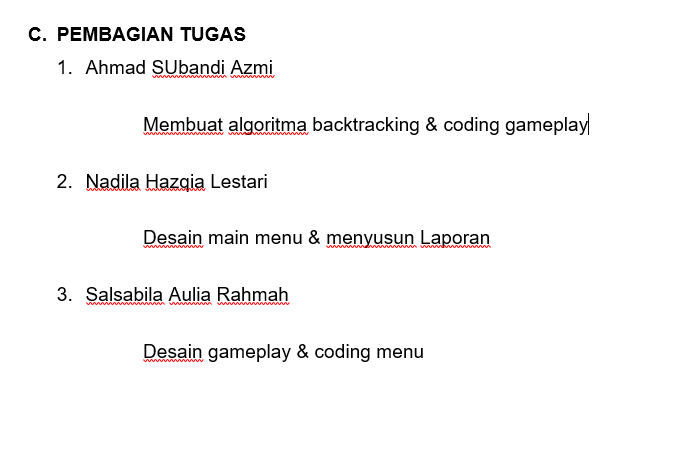 C. PEMBAGIAN TUGAS
1. Ahmad SUbandi Azmi
Membuat algoritma backtracking & coding gameplay
2. Nadila Hazqia Lestari
Desain main menu & menyusun Laporan
3. Salsabila Aulia Rahmah
Desain gameplay & coding menu